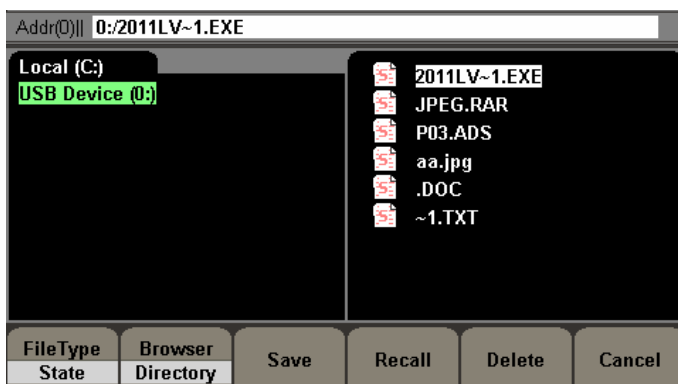 Addr(0)|| 0:/2011LV~1.EXE
Local (C:)
USB Device (0:)
2011LV~1.EXE
JPEG.RAR
P03.ADS
aa.jpg
.DOC
~1.TXT
FileType Browser Save Recall Delete Cancel
State Directory